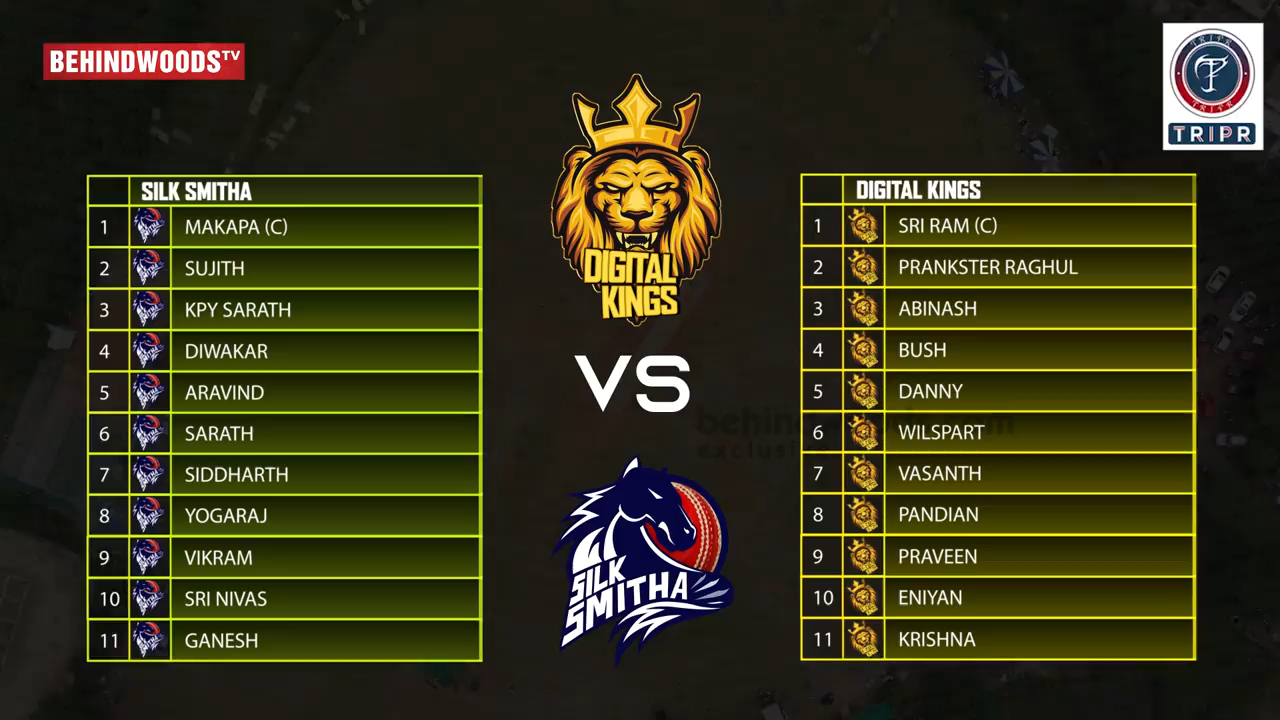 BEHINDWOODS TV
TRIPR
TRIPR
TRIPR
SILK SMITHA
1 MAKAPA (C)
2 SUJITH
3 KPY SARATH
4 DIWAKAR
5 ARAVIND
6 SARATH
7 SIDDHARTH
8 YOGARAJ
9 VIKRAM
10 SRI NIVAS
11 GANESH
DIGITAL
KINGS
VS
SILK
SMITHA
DIGITAL KINGS
1 SRI RAM (C)
2 PRANKSTER RAGHUL
3 ABINASH
4 BUSH
5 DANNY
6 WILSPART
7 VASANTH
8 PANDIAN
9 PRAVEEN
10 ENIYAN
11 KRISHNA